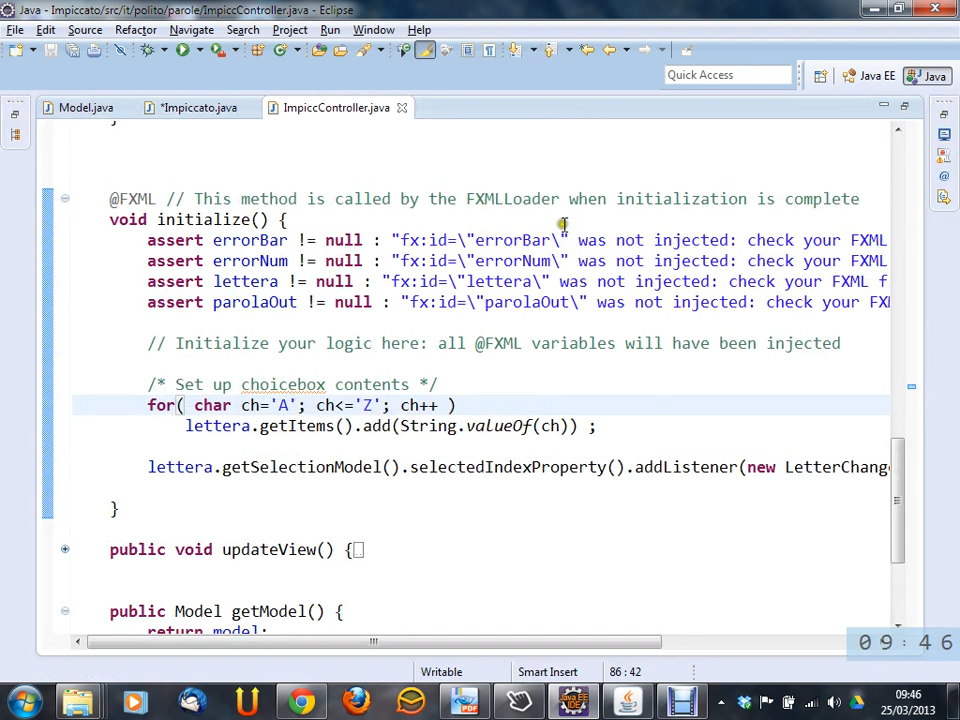 Java - Impiccato/src/it/polito/parole/ImpiccController.java - Eclipse
File Edit Source Refactor Navigate Search Project Run Window Help
Quick Access Java EE Java
Model.java *Impiccato.java ImpiccController.java
}
@FXML // This method is called by the FXMLLoader when initialization is complete
void initialize() {
assert errorBar != null : "fx:id=\"errorBar\" was not injected: check your FXML
assert errorNum != null : "fx:id=\"errorNum\" was not injected: check your FXML
assert lettera != null : "fx:id=\"lettera\" was not injected: check your FXML f
assert parolaOut != null : "fx:id=\"parolaOut\" was not injected: check your FX
// Initialize your logic here: all @FXML variables will have been injected
/* Set up choicebox contents */
for( char ch='A'; ch<='Z'; ch++ )
lettera.getItems().add(String.valueOf(ch)) ;
lettera.getSelectionModel().selectedIndexProperty().addListener(new LetterChange
}
public void updateView() {
public Model getModel() {
return model;
09:46
Writable Smart Insert 86 : 42
09:46
25/03/2013